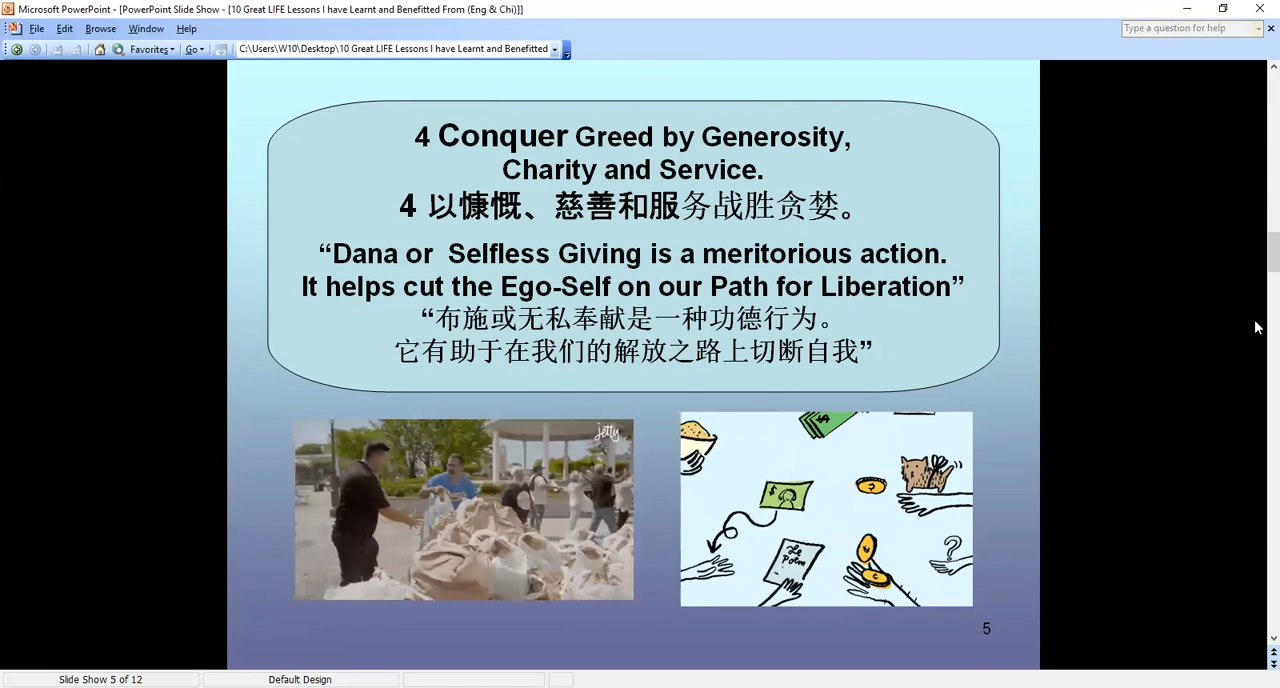 Microsoft PowerPoint - [PowerPoint Slide Show - [10 Great LIFE Lessons I have Learnt and Benefitted From (Eng & Chi)]]
File Edit Browse Window Help
Type a question for help
Favorites Go C:\Users\W10\Desktop\10 Great LIFE Lessons I have Learnt and Benefitted
4 Conquer Greed by Generosity,
Charity and Service.
4 以慷慨、慈善和服务战胜贪婪。
“Dana or Selfless Giving is a meritorious action.
It helps cut the Ego-Self on our Path for Liberation”
“布施或无私奉献是一种功德行为。
它有助于在我们的解放之路上切断自我”
jetty
$
$
?
Le
Poem
5
Slide Show 5 of 12
Default Design